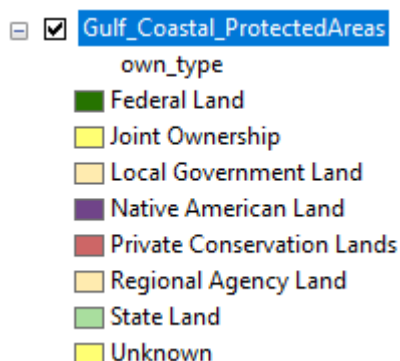 Gulf_Coastal_ProtectedAreas
own_type
Federal Land
Joint Ownership
Local Government Land
Native American Land
Private Conservation Lands
Regional Agency Land
State Land
Unknown